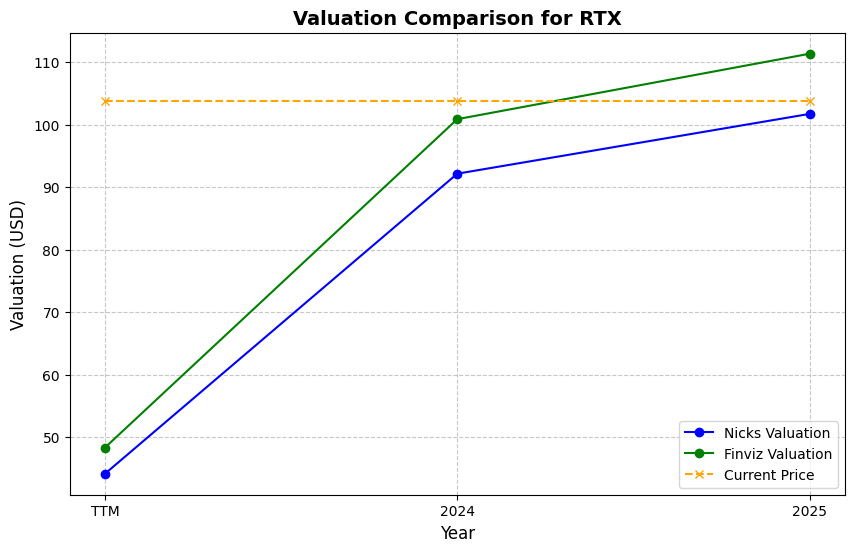 Valuation Comparison for RTX
Valuation (USD)
110
100
90
80
70
60
50
TTM
2024
2025
Year
Nicks Valuation
Finviz Valuation
Current Price